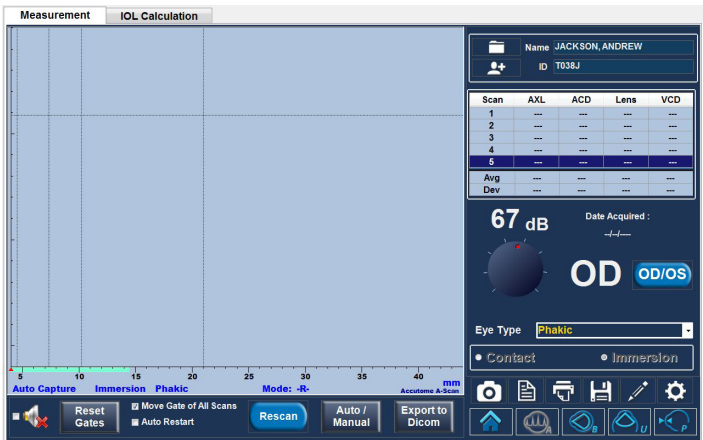 Measurement
IOL Calculation
Name JACKSON, ANDREW
ID T038J
Scan AXL ACD Lens VCD
1 --- --- --- ---
2 --- --- --- ---
3 --- --- --- ---
4 --- --- --- ---
5 --- --- --- ---
Avg --- --- --- ---
Dev --- --- --- ---
67 dB
Date Acquired :
--/--/----
OD
OD/OS
Eye Type Phakic
Contact Immersion
5 10 15 20 25 30 35 40
mm
Auto Capture Immersion Phakic Mode: -R- Accutome A-Scan
Reset
Gates
Move Gate of All Scans
Auto Restart
Rescan
Auto /
Manual
Export to
Dicom
A
B
U
P